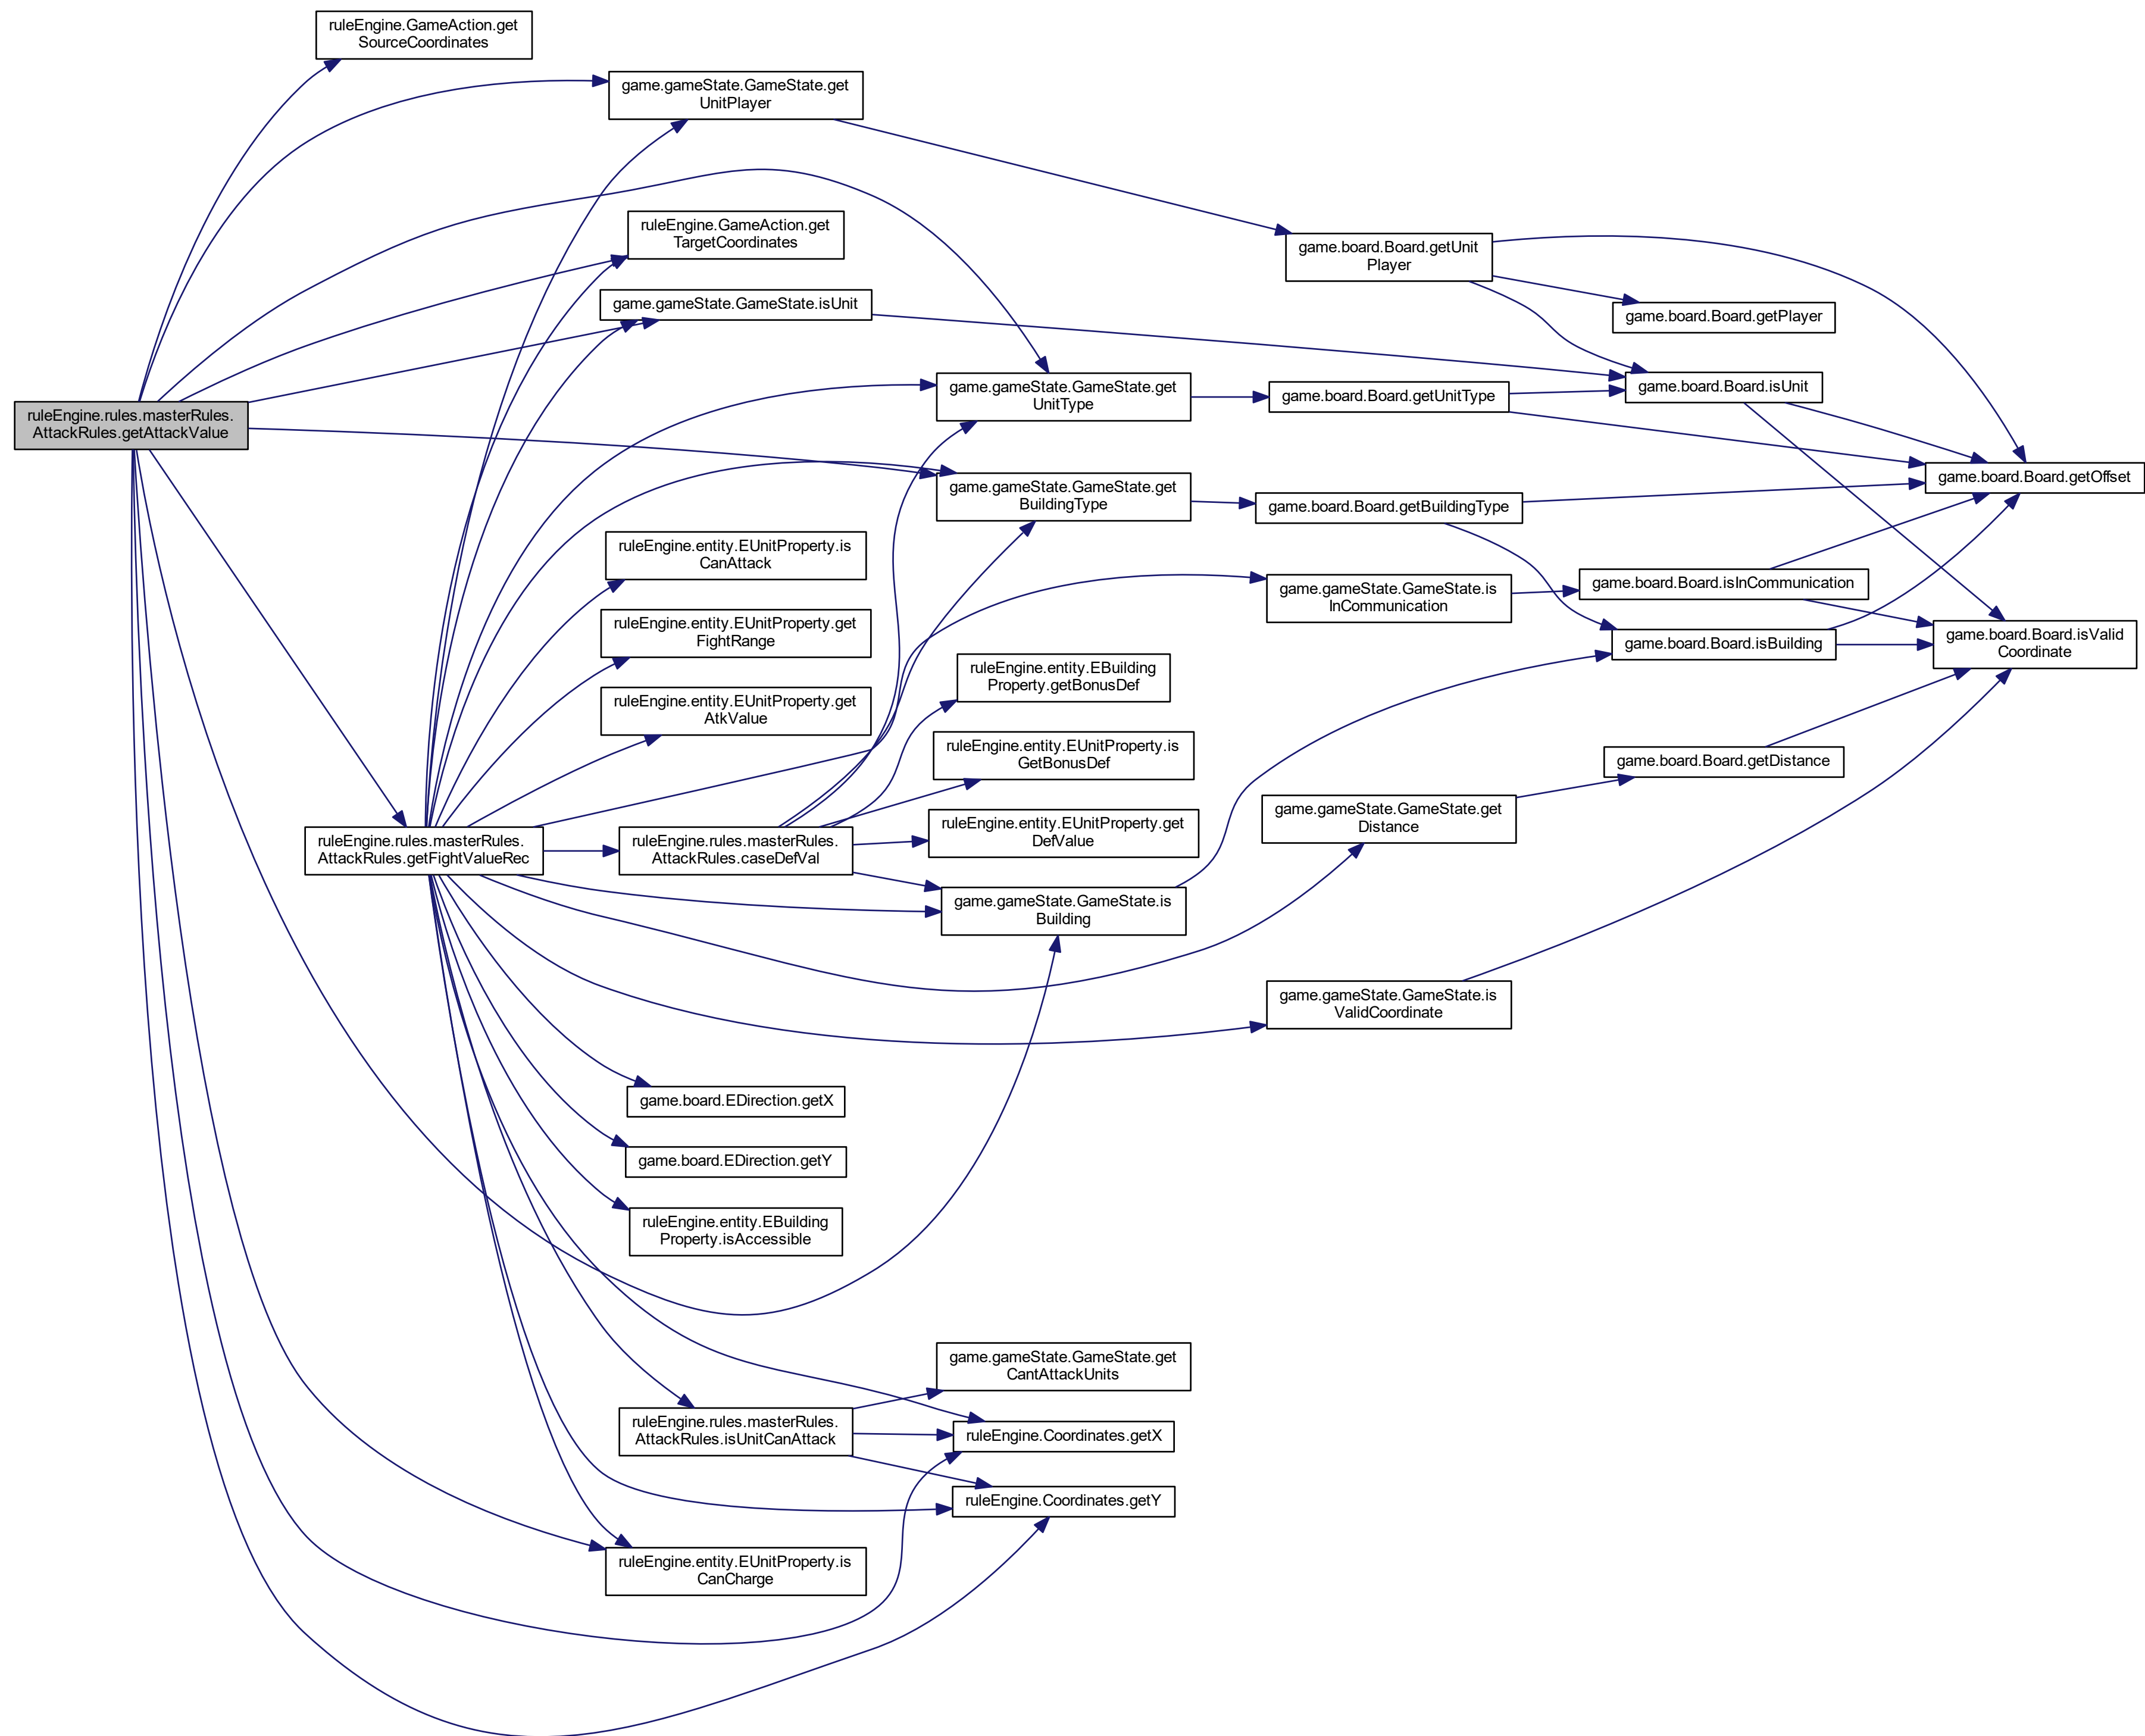 ruleEngine.GameAction.get
SourceCoordinates
game.gameState.GameState.get
UnitPlayer
ruleEngine.GameAction.get
TargetCoordinates
game.board.Board.getUnit
Player
game.gameState.GameState.isUnit
game.board.Board.getPlayer
game.gameState.GameState.get
UnitType
game.board.Board.getUnitType
game.board.Board.isUnit
ruleEngine.rules.masterRules.
AttackRules.getAttackValue
game.gameState.GameState.get
BuildingType
game.board.Board.getBuildingType
game.board.Board.getOffset
ruleEngine.entity.EUnitProperty.is
CanAttack
game.gameState.GameState.is
InCommunication
game.board.Board.isInCommunication
ruleEngine.entity.EUnitProperty.get
FightRange
game.board.Board.isBuilding
game.board.Board.isValid
Coordinate
ruleEngine.entity.EBuilding
Property.getBonusDef
ruleEngine.entity.EUnitProperty.get
AtkValue
ruleEngine.entity.EUnitProperty.is
GetBonusDef
game.board.Board.getDistance
game.gameState.GameState.get
Distance
ruleEngine.rules.masterRules.
AttackRules.getFightValueRec
ruleEngine.rules.masterRules.
AttackRules.caseDefVal
ruleEngine.entity.EUnitProperty.get
DefValue
game.gameState.GameState.is
Building
game.gameState.GameState.is
ValidCoordinate
game.board.EDirection.getX
game.board.EDirection.getY
ruleEngine.entity.EBuilding
Property.isAccessible
game.gameState.GameState.get
CantAttackUnits
ruleEngine.rules.masterRules.
AttackRules.isUnitCanAttack
ruleEngine.Coordinates.getX
ruleEngine.Coordinates.getY
ruleEngine.entity.EUnitProperty.is
CanCharge